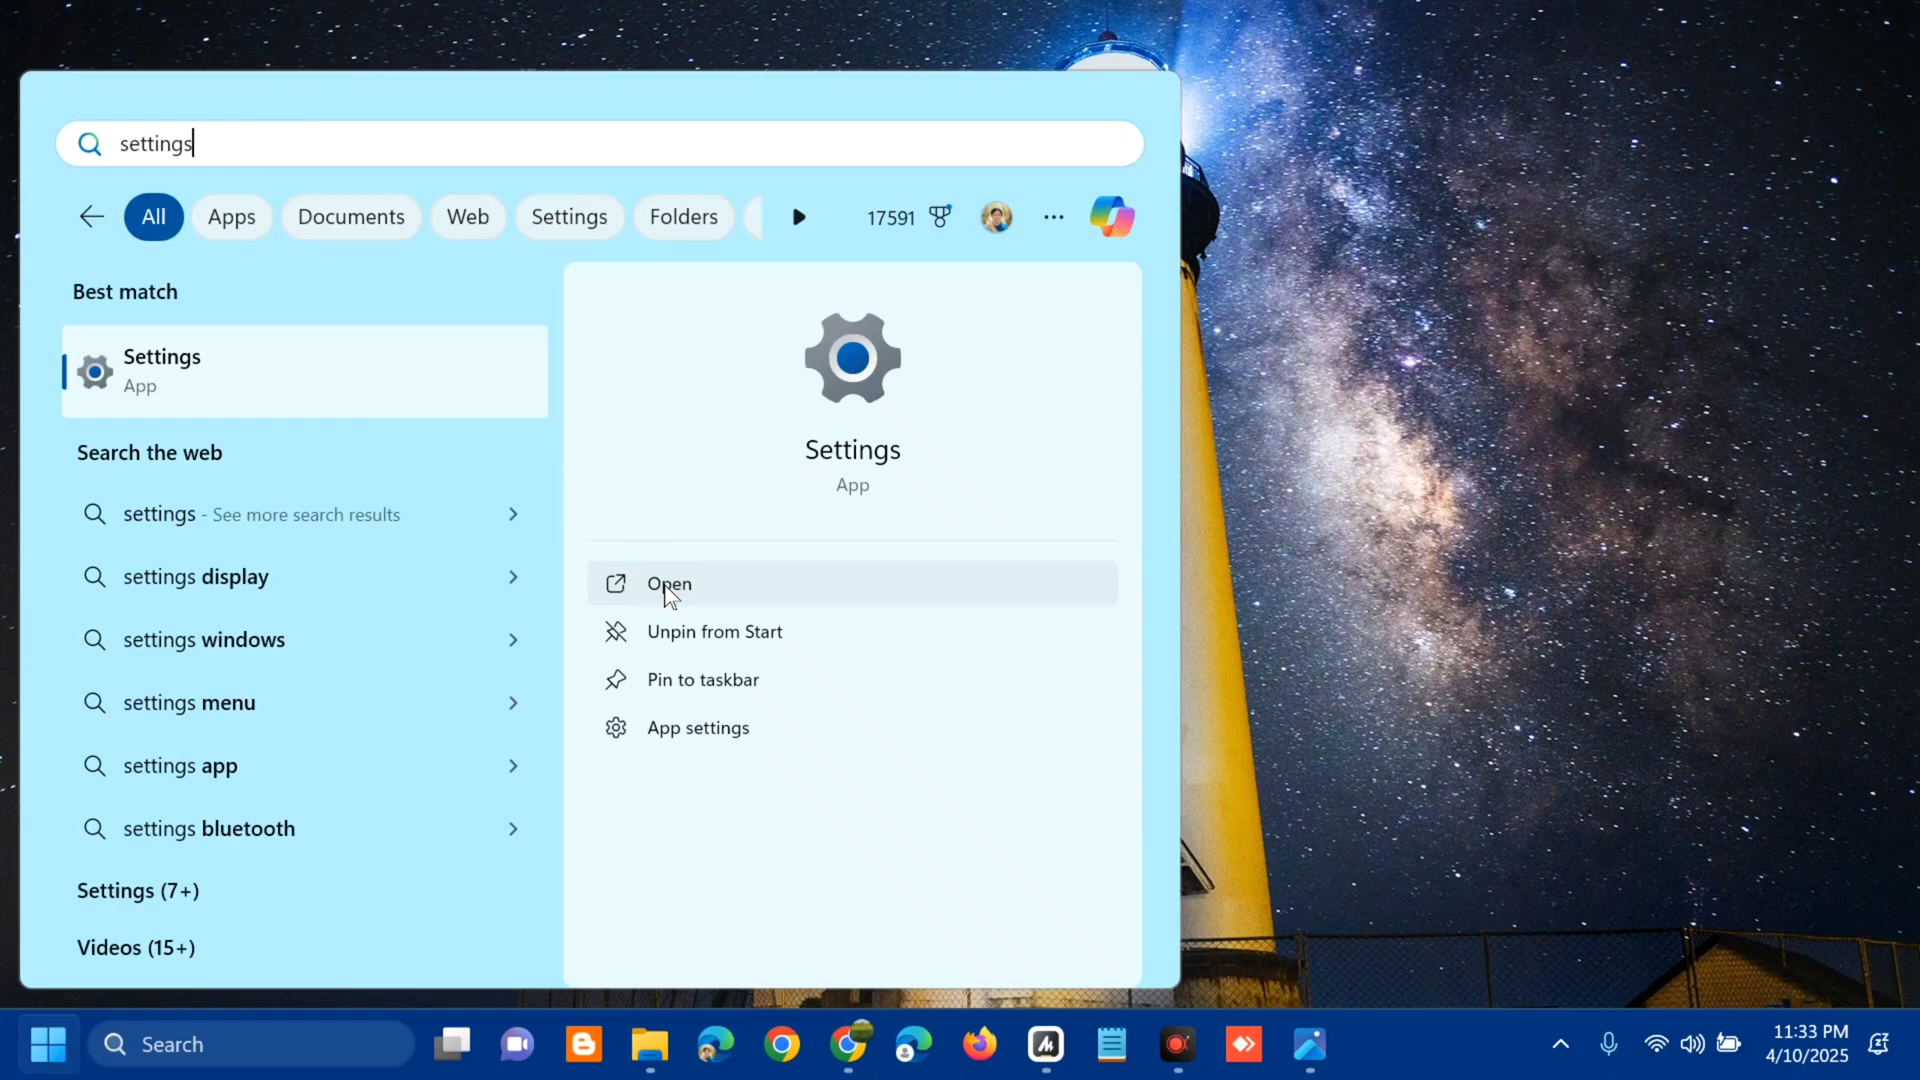 settings
All
Apps
Documents
Web
Settings
Folders
17591
Best match
Settings
App
Search the web
settings - See more search results
settings display
settings windows
settings menu
settings app
settings bluetooth
Settings (7+)
Videos (15+)
Settings
App
Open
Unpin from Start
Pin to taskbar
App settings
Search
11:33 PM
4/10/2025